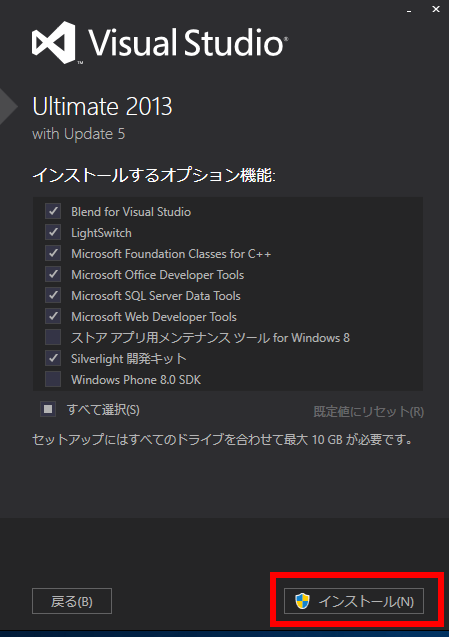 Visual Studio
Ultimate 2013
with Update 5
インストールするオプション機能:
Blend for Visual Studio
LightSwitch
Microsoft Foundation Classes for C++
Microsoft Office Developer Tools
Microsoft SQL Server Data Tools
Microsoft Web Developer Tools
ストア アプリ用メンテナンス ツール for Windows 8
Silverlight 開発キット
Windows Phone 8.0 SDK
すべて選択(S)
既定値にリセット(R)
セットアップにはすべてのドライブを合わせて最大 10 GB が必要です。
戻る(B)
インストール(N)